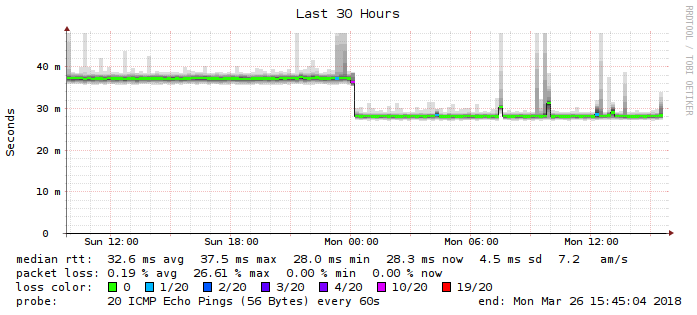 Last 30 Hours
RRDTOOL / TOBI OETIKER
Seconds
40 m
30 m
20 m
10 m
0
Sun 12:00 Sun 18:00 Mon 00:00 Mon 06:00 Mon 12:00
median rtt: 32.6 ms avg 37.5 ms max 28.0 ms min 28.3 ms now 4.5 ms sd 7.2 am/s
packet loss: 0.19 % avg 26.61 % max 0.00 % min 0.00 % now
loss color: 0 1/20 2/20 3/20 4/20 10/20 19/20
probe: 20 ICMP Echo Pings (56 Bytes) every 60s end: Mon Mar 26 15:45:04 2018